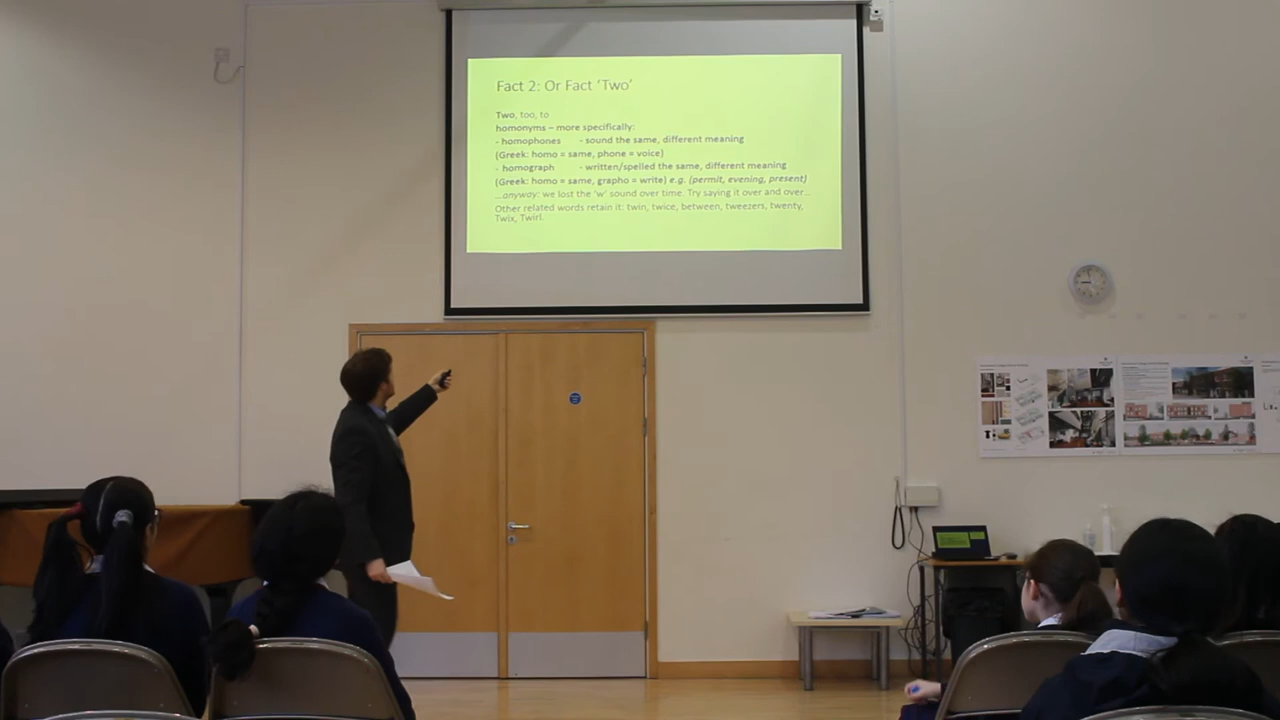 Fact 2: Or Fact ‘Two’
Two, too, to
homonyms – more specifically:
- homophones - sound the same, different meaning
(Greek: homo = same, phone = voice)
- homograph - written/spelled the same, different meaning
(Greek: homo = same, grapho = write) e.g. (permit, evening, present)
...anyway: we lost the 'w' sound over time. Try saying it over and over...
Other related words retain it: twin, twice, between, tweezers, twenty,
Twix, Twirl.